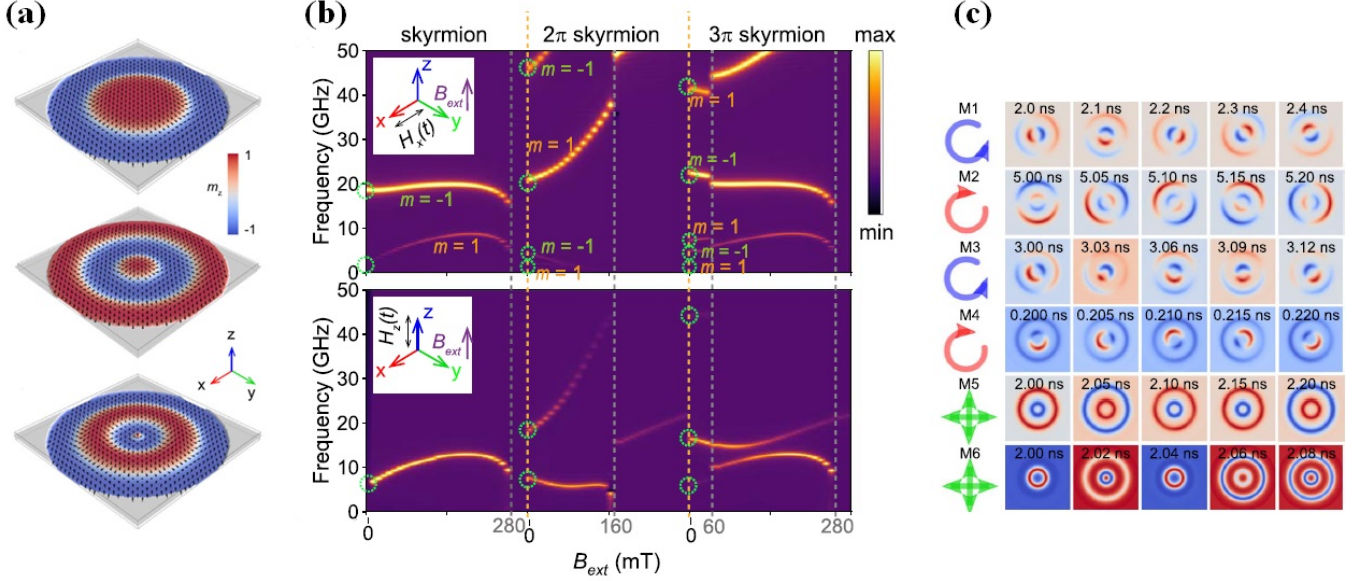 (a)
1
m_z
-1
z
x
y
(b)
skyrmion
2π skyrmion
3π skyrmion
max
min
Frequency (GHz)
50
40
30
20
10
0
z
B_ext
x
y
H_x(t)
m = -1
m = 1
m = -1
m = 1
m = -1
m = 1
m = 1
m = -1
m = 1
m = -1
m = 1
Frequency (GHz)
50
40
30
20
10
0
H_z(t)
z
B_ext
x
y
0
280
0
160
0
60
280
B_ext (mT)
(c)
M1
2.0 ns 2.1 ns 2.2 ns 2.3 ns 2.4 ns
M2
5.00 ns 5.05 ns 5.10 ns 5.15 ns 5.20 ns
M3
3.00 ns 3.03 ns 3.06 ns 3.09 ns 3.12 ns
M4
0.200 ns 0.205 ns 0.210 ns 0.215 ns 0.220 ns
M5
2.00 ns 2.05 ns 2.10 ns 2.15 ns 2.20 ns
M6
2.00 ns 2.02 ns 2.04 ns 2.06 ns 2.08 ns